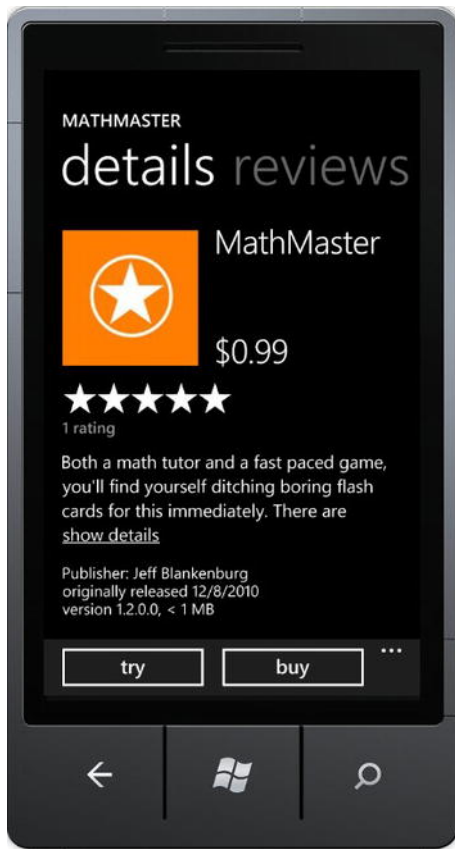 MATHMASTER
details reviews
MathMaster
$0.99
1 rating
Both a math tutor and a fast paced game,
you'll find yourself ditching boring flash
cards for this immediately. There are
show details
Publisher: Jeff Blankenburg
originally released 12/8/2010
version 1.2.0.0, < 1 MB
try buy